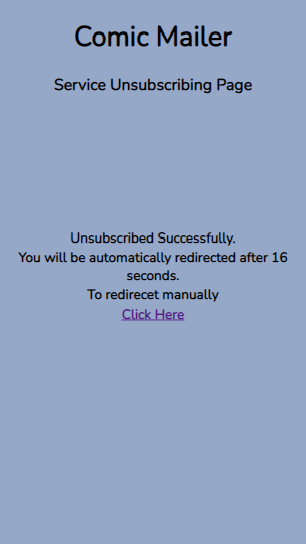 Comic Mailer
Service Unsubscribing Page
Unsubscribed Successfully.
You will be automatically redirected after 16
seconds.
To redirecet manually
Click Here